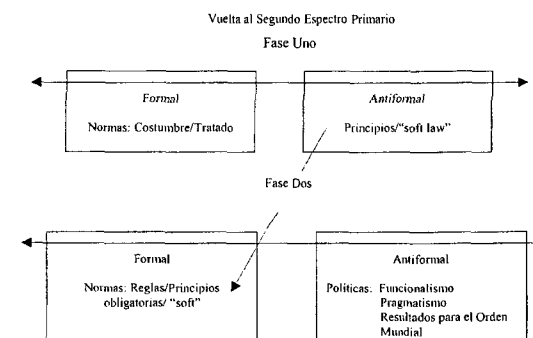 Vuelta al Segundo Espectro Primario
Fase Uno
Formal
Normas: Costumbre/Tratado
Antiformal
Principios/"soft law"
Fase Dos
Formal
Normas: Reglas/Principios
obligatorias/ "soft"
Antiformal
Políticas: Funcionalismo
Pragmatismo
Resultados para el Orden
Mundial